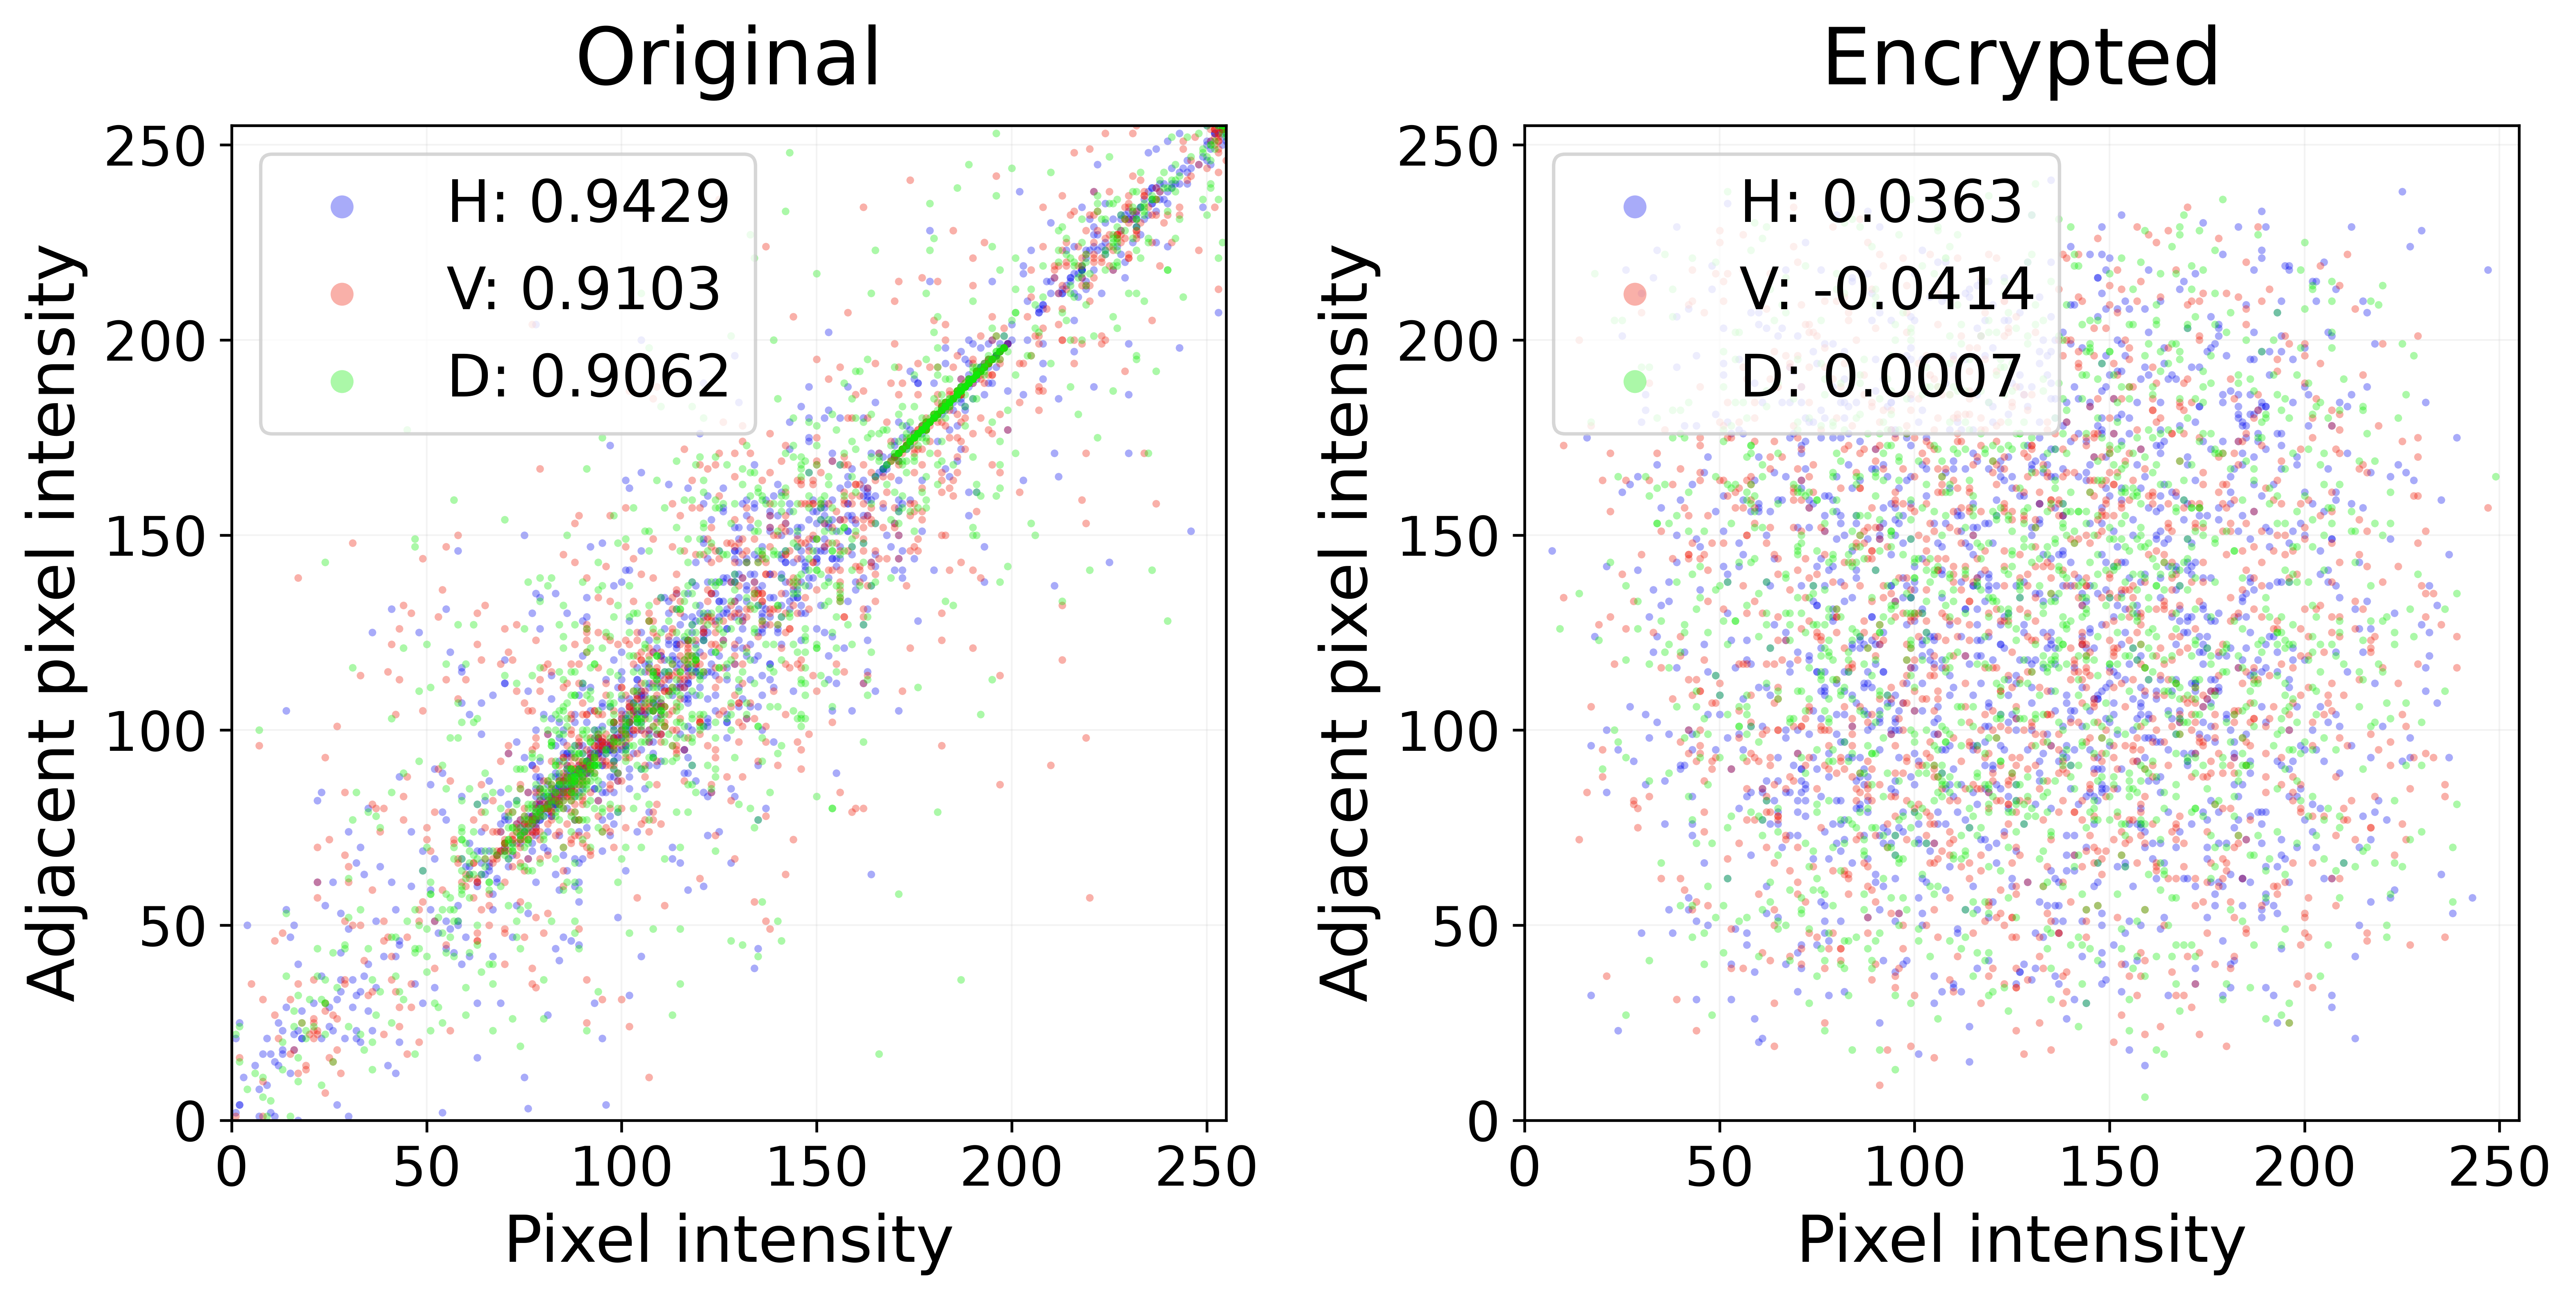 Original
Encrypted
250
200
150
100
50
0
Adjacent pixel intensity
H: 0.9429
V: 0.9103
D: 0.9062
0 50 100 150 200 250
Pixel intensity
250
200
150
100
50
0
Adjacent pixel intensity
H: 0.0363
V: -0.0414
D: 0.0007
0 50 100 150 200 250
Pixel intensity